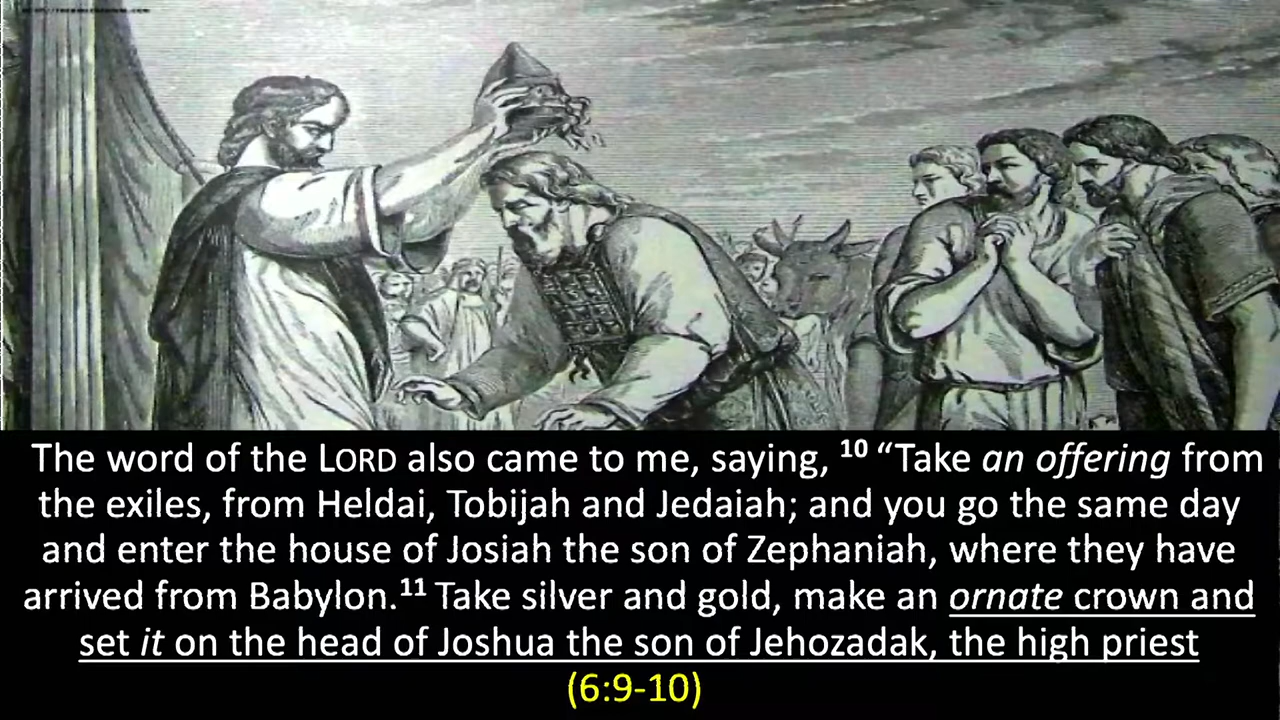 The word of the LORD also came to me, saying, 10 “Take an offering from
the exiles, from Heldai, Tobijah and Jedaiah; and you go the same day
and enter the house of Josiah the son of Zephaniah, where they have
arrived from Babylon.11 Take silver and gold, make an ornate crown and
set it on the head of Joshua the son of Jehozadak, the high priest
(6:9-10)